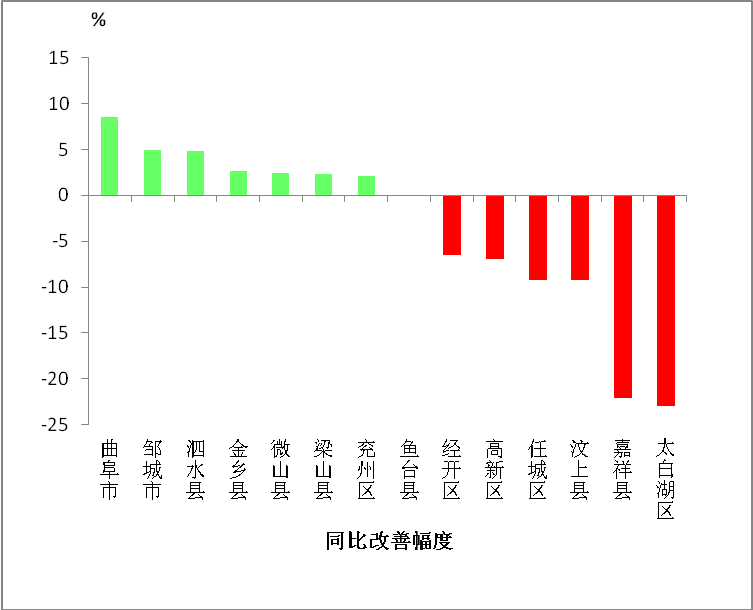 %
15
10
5
0
-5
-10
-15
-20
-25
曲阜市
邹城市
泗水县
金乡县
微山县
梁山县
兖州区
鱼台县
经开区
高新区
任城区
汶上县
嘉祥县
太白湖区
同比改善幅度